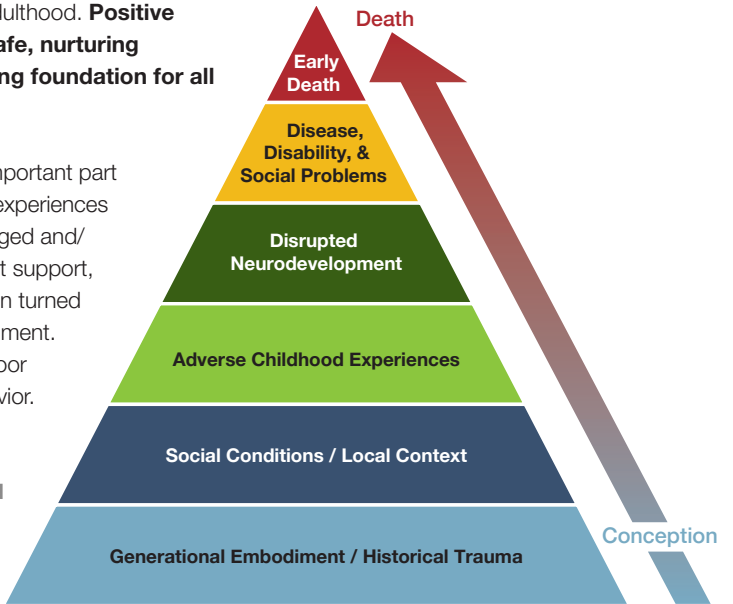 lulthood. Positive
afe, nurturing
ng foundation for all
mportant part
experiences
ged and/
t support,
n turned
ment.
oor
vior.
Death
Early
Death
Disease,
Disability, &
Social Problems
Disrupted
Neurodevelopment
Adverse Childhood Experiences
Social Conditions / Local Context
Generational Embodiment / Historical Trauma
Conception